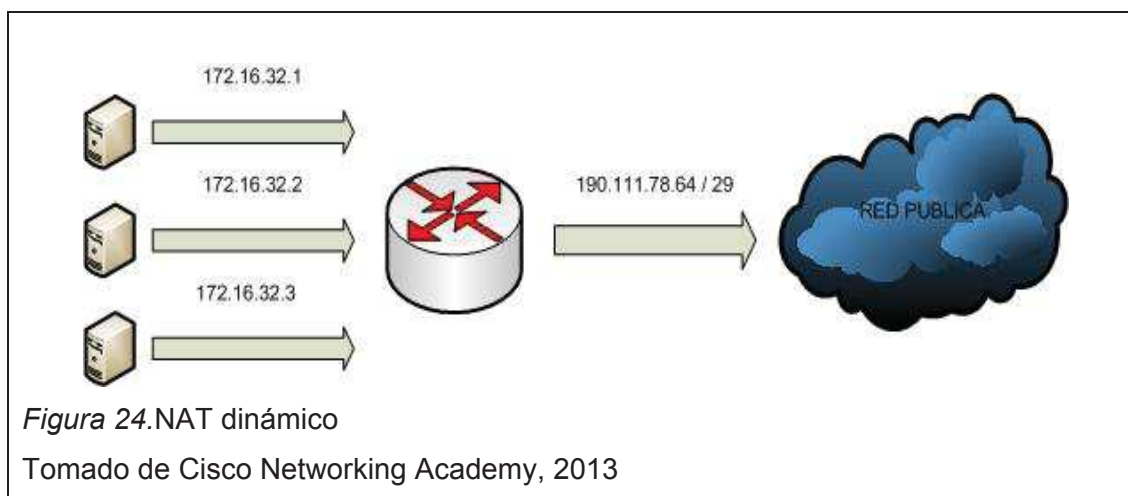 172.16.32.1
172.16.32.2
190.111.78.64 / 29
RED PUBLICA
172.16.32.3
Figura 24.NAT dinámico
Tomado de Cisco Networking Academy, 2013